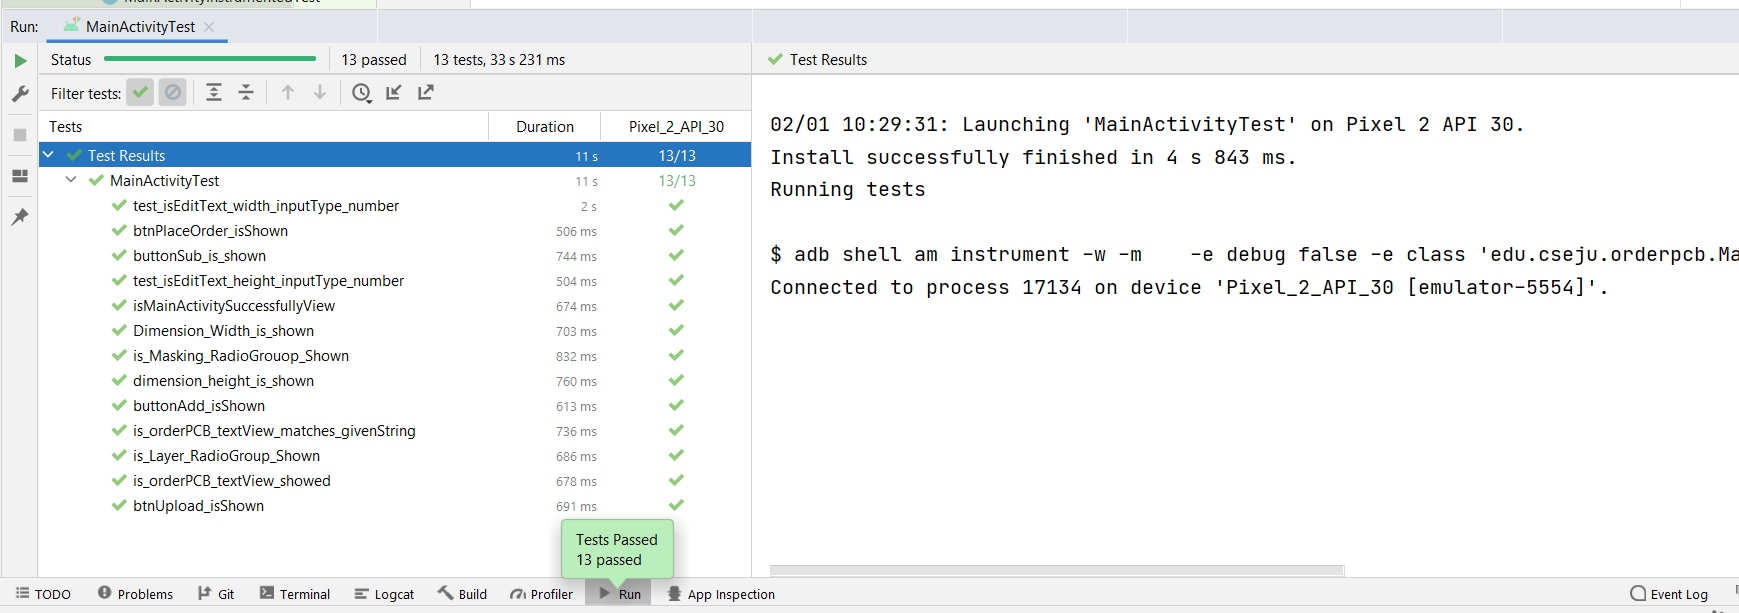 MainActivityInstrumentedTest
Run: MainActivityTest
Status 13 passed 13 tests, 33 s 231 ms
Filter tests:
Tests Duration Pixel_2_API_30
Test Results 11 s 13/13
MainActivityTest 11 s 13/13
test_isEditText_width_inputType_number 2 s
btnPlaceOrder_isShown 506 ms
buttonSub_is_shown 744 ms
test_isEditText_height_inputType_number 504 ms
isMainActivitySuccessfullyView 674 ms
Dimension_Width_is_shown 703 ms
is_Masking_RadioGrouop_Shown 832 ms
dimension_height_is_shown 760 ms
buttonAdd_isShown 613 ms
is_orderPCB_textView_matches_givenString 736 ms
is_Layer_RadioGroup_Shown 686 ms
is_orderPCB_textView_showed 678 ms
btnUpload_isShown 691 ms
Tests Passed
13 passed
Test Results
02/01 10:29:31: Launching 'MainActivityTest' on Pixel 2 API 30.
Install successfully finished in 4 s 843 ms.
Running tests
$ adb shell am instrument -w -m    -e debug false -e class 'edu.cseju.orderpcb.Ma
Connected to process 17134 on device 'Pixel_2_API_30 [emulator-5554]'.
TODO Problems Git Terminal Logcat Build Profiler Run App Inspection Event Log